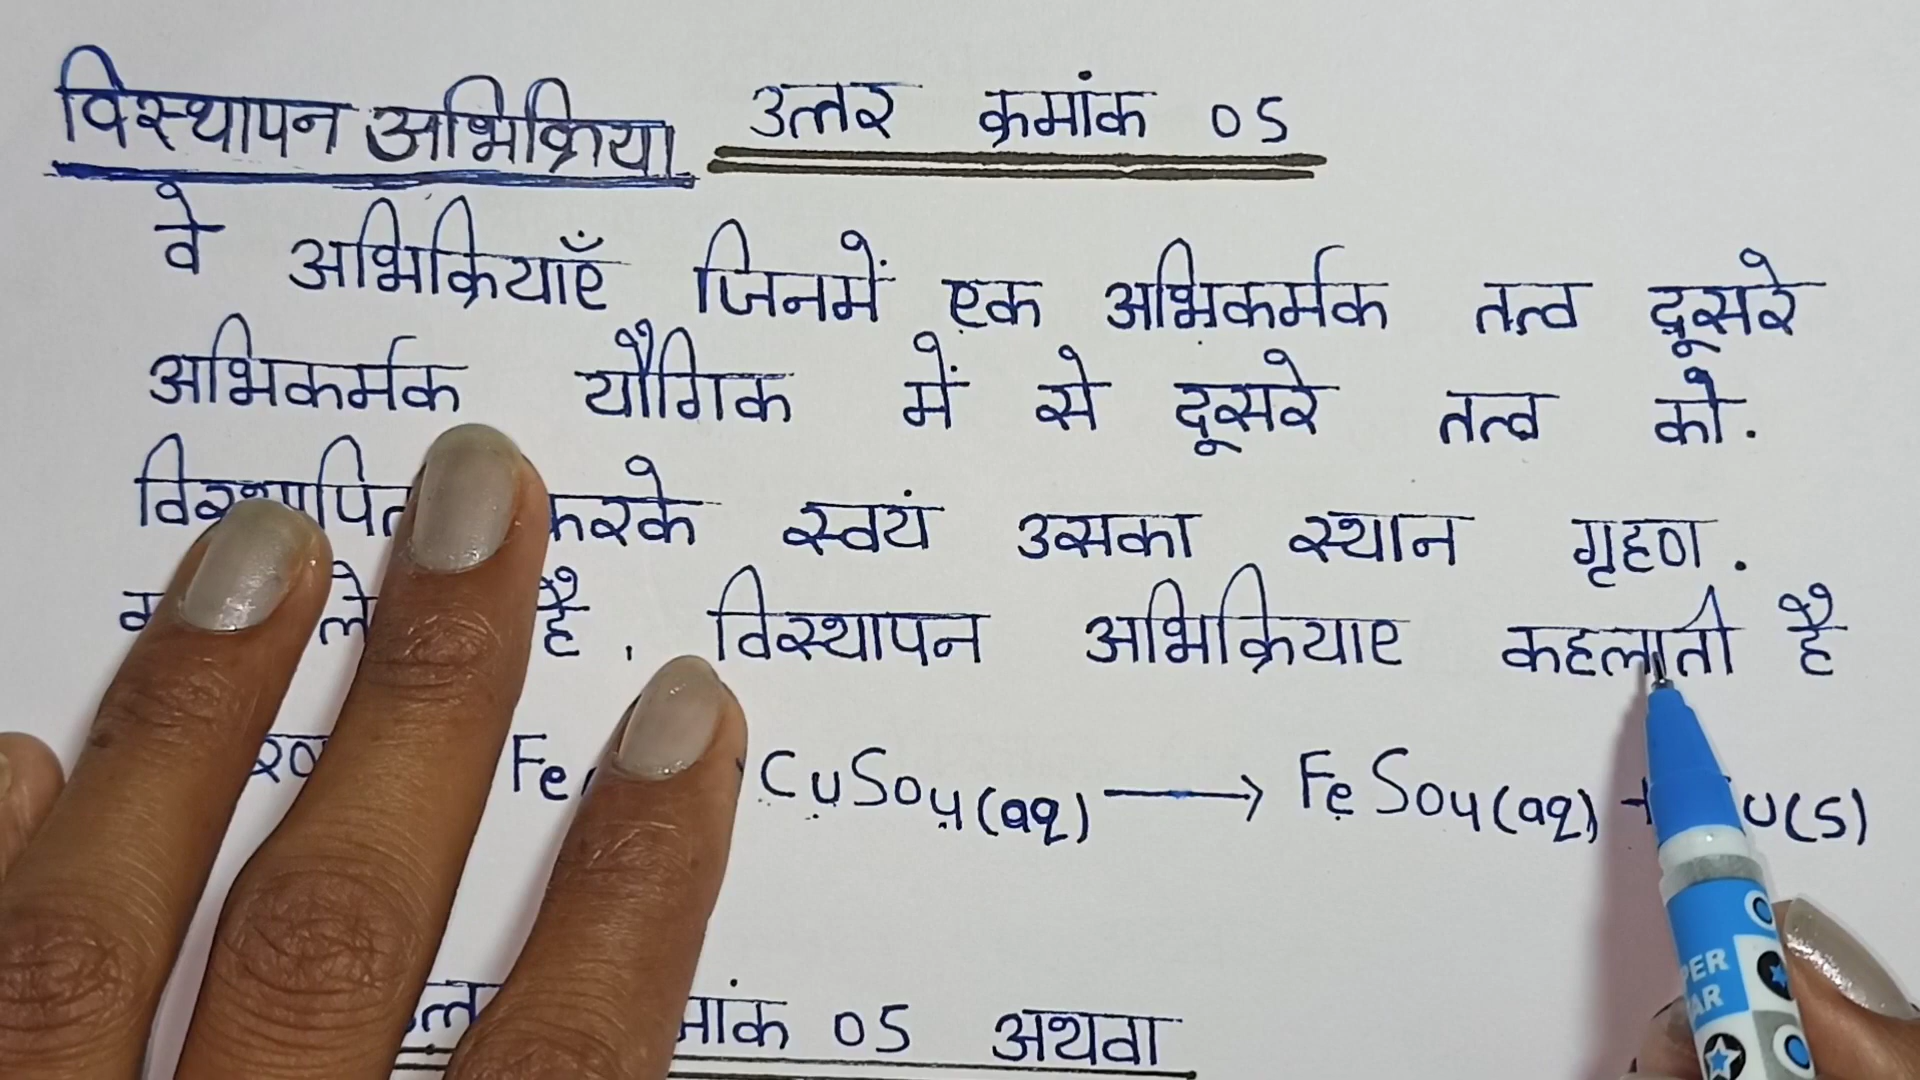 विस्थापन अभिक्रिया उत्तर क्रमांक 05
वे अभिक्रियाएँ जिनमें एक अभिकर्मक तत्व दूसरे
अभिकर्मक यौगिक में से दूसरे तत्व को.
विस्थापित करके स्वयं उसका स्थान गृहण.
है, विस्थापन अभिक्रियाए कहलाती है
Fe CuSO4(aq) ⟶ FeSO4(aq) + U(S)
05 अथवा